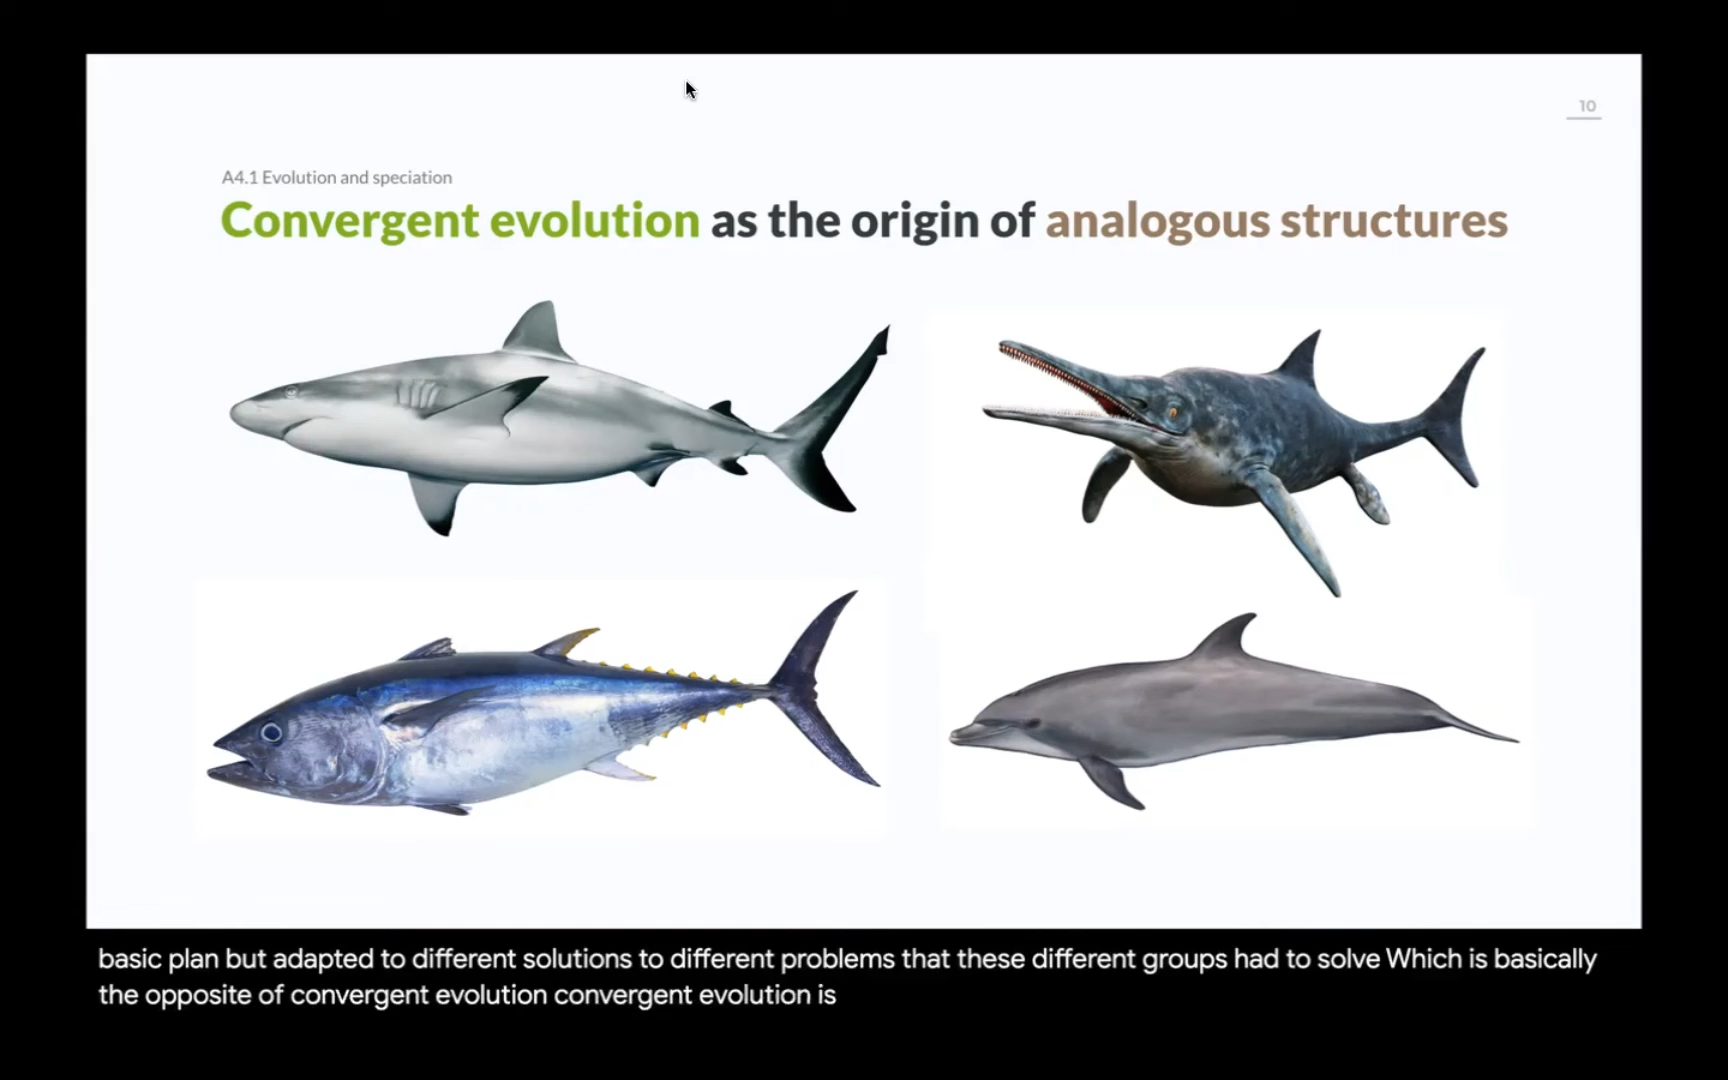 10
A4.1 Evolution and speciation
Convergent evolution as the origin of analogous structures
basic plan but adapted to different solutions to different problems that these different groups had to solve Which is basically
the opposite of convergent evolution convergent evolution is